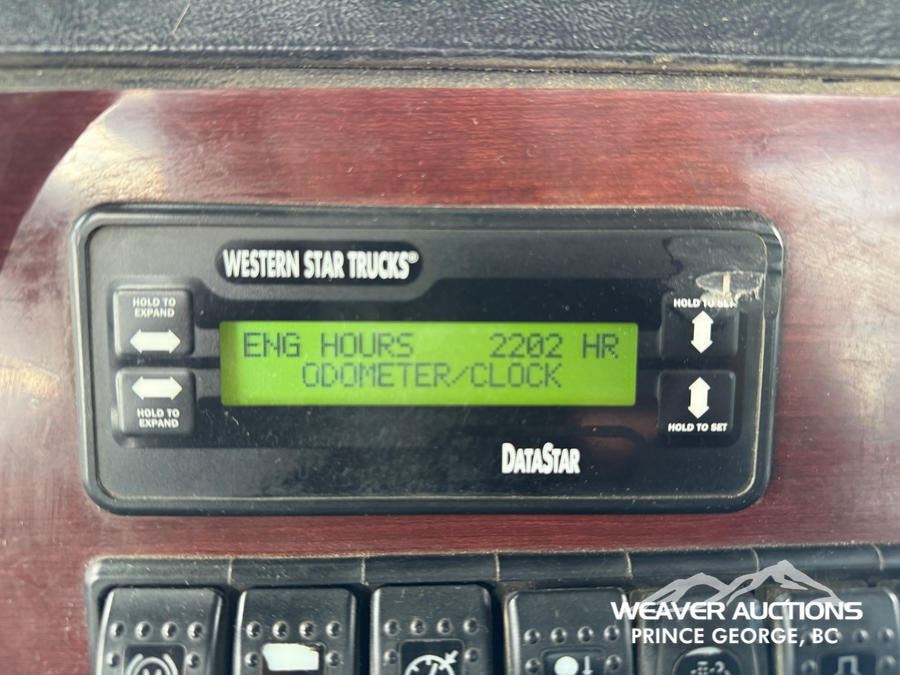 WESTERN STAR TRUCKS®
HOLD TO
EXPAND
HOLD TO SET
ENG HOURS 2202 HR
ODOMETER/CLOCK
HOLD TO
EXPAND
HOLD TO SET
DATASTAR
WEAVER AUCTIONS
PRINCE GEORGE, BC